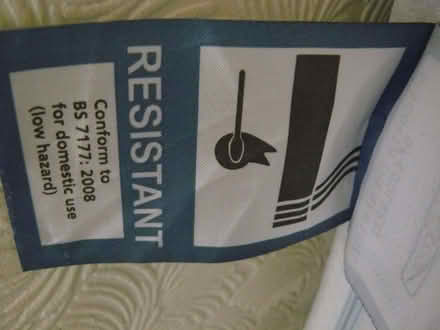 RESISTANT
Conform to
BS 7177: 2008
for domestic use
(low hazard)